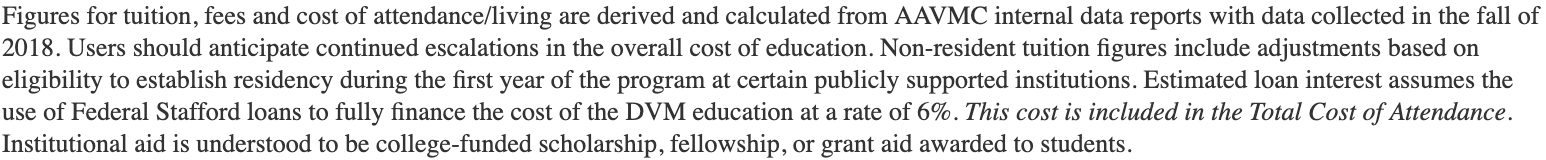 Figures for tuition, fees and cost of attendance/living are derived and calculated from AAVMC internal data reports with data collected in the fall of
2018. Users should anticipate continued escalations in the overall cost of education. Non-resident tuition figures include adjustments based on
eligibility to establish residency during the first year of the program at certain publicly supported institutions. Estimated loan interest assumes the
use of Federal Stafford loans to fully finance the cost of the DVM education at a rate of 6%. This cost is included in the Total Cost of Attendance.
Institutional aid is understood to be college-funded scholarship, fellowship, or grant aid awarded to students.